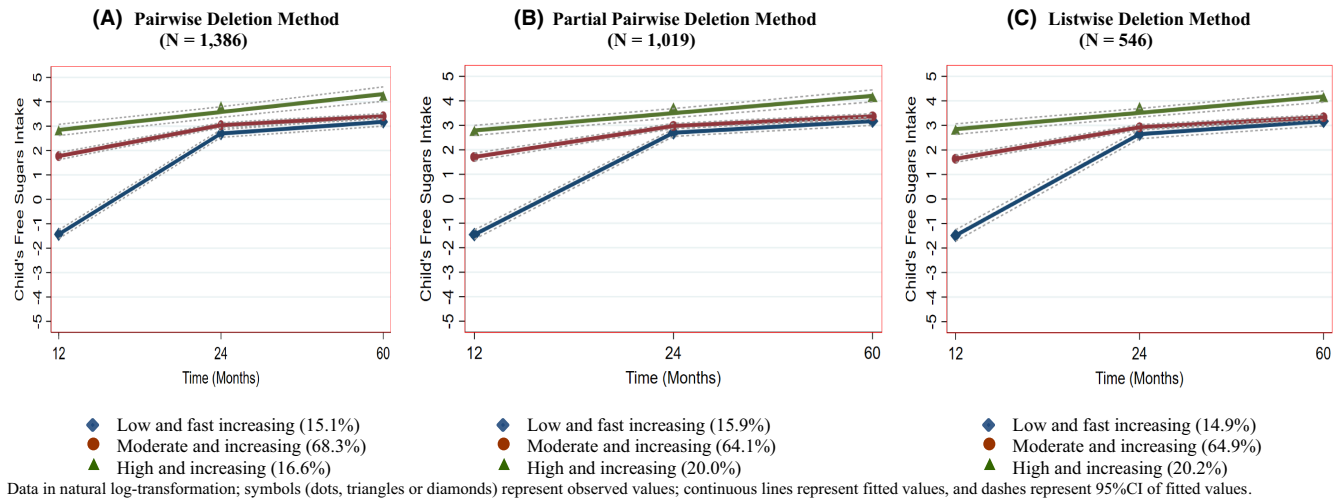 (A) Pairwise Deletion Method
(N = 1,386)
Child's Free Sugars Intake
5
4
3
2
1
0
-1
-2
-3
-4
-5
12 24 60
Time (Months)
Low and fast increasing (15.1%)
Moderate and increasing (68.3%)
High and increasing (16.6%)
(B) Partial Pairwise Deletion Method
(N = 1,019)
Child's Free Sugars Intake
5
4
3
2
1
0
-1
-2
-3
-4
-5
12 24 60
Time (Months)
Low and fast increasing (15.9%)
Moderate and increasing (64.1%)
High and increasing (20.0%)
(C) Listwise Deletion Method
(N = 546)
Child's Free Sugars Intake
5
4
3
2
1
0
-1
-2
-3
-4
-5
12 24 60
Time (Months)
Low and fast increasing (14.9%)
Moderate and increasing (64.9%)
High and increasing (20.2%)
Data in natural log-transformation; symbols (dots, triangles or diamonds) represent observed values; continuous lines represent fitted values, and dashes represent 95%CI of fitted values.